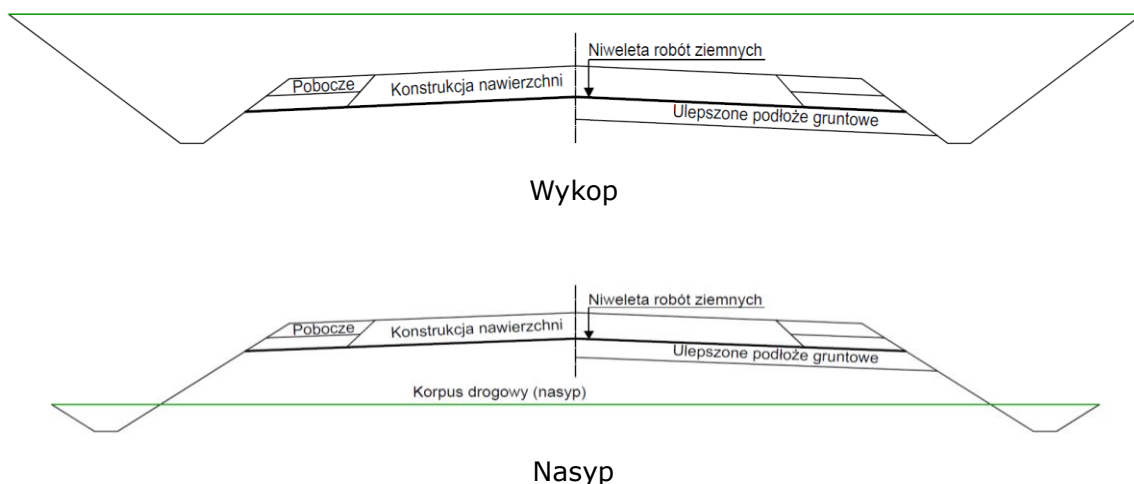 Niweleta robót ziemnych
Pobocze
Konstrukcja nawierzchni
Ulepszone podłoże gruntowe
Wykop
Niweleta robót ziemnych
Pobocze
Konstrukcja nawierzchni
Ulepszone podłoże gruntowe
Korpus drogowy (nasyp)
Nasyp